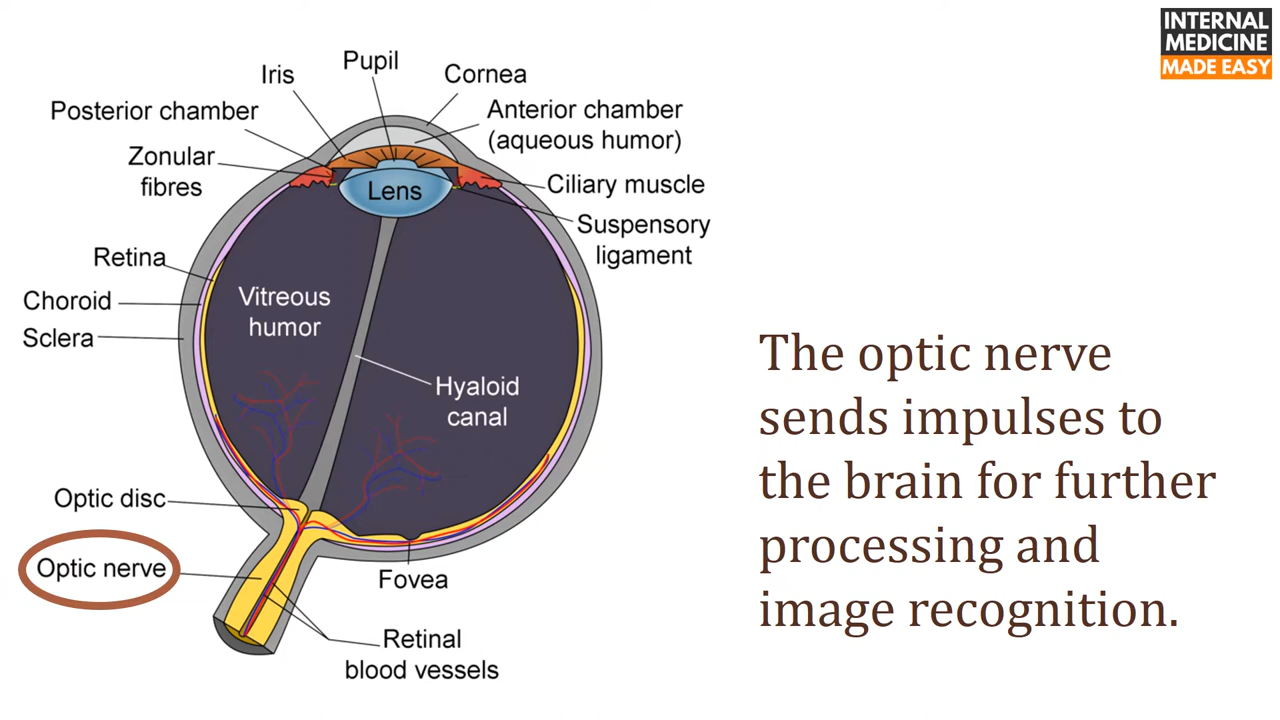 INTERNAL
MEDICINE
MADE EASY
Pupil
Iris
Cornea
Posterior chamber
Anterior chamber
(aqueous humor)
Zonular
fibres
Lens
Ciliary muscle
Suspensory
ligament
Retina
Choroid
Sclera
Vitreous
humor
Hyaloid
canal
Optic disc
Optic nerve
Fovea
Retinal
blood vessels
The optic nerve
sends impulses to
the brain for further
processing and
image recognition.